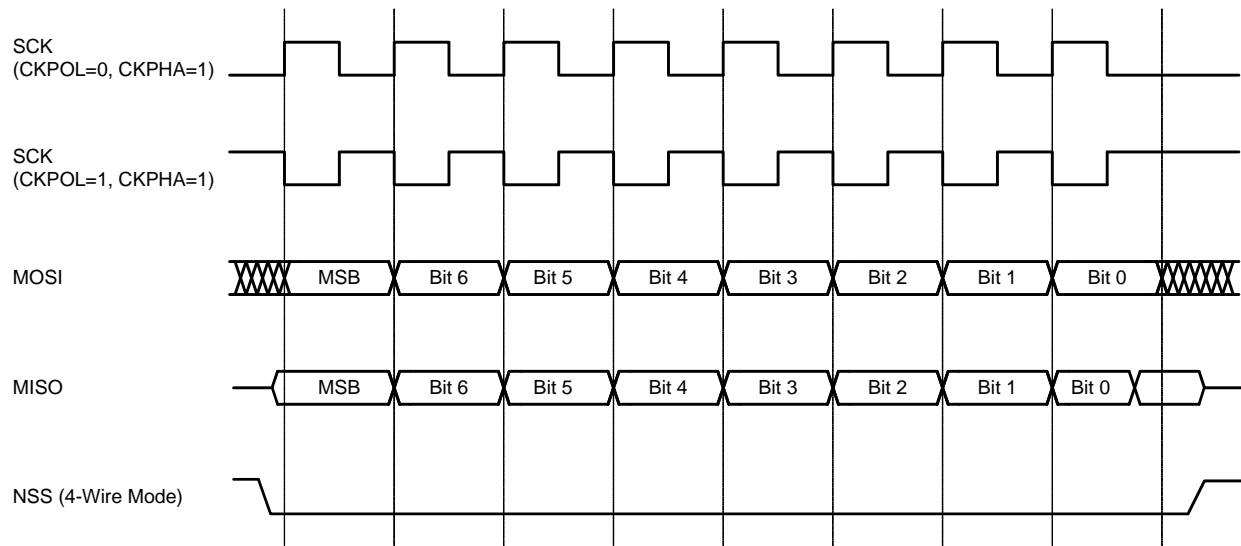 SCK
(CKPOL=0, CKPHA=1)
SCK
(CKPOL=1, CKPHA=1)
MOSI
MSB Bit 6 Bit 5 Bit 4 Bit 3 Bit 2 Bit 1 Bit 0
MISO
MSB Bit 6 Bit 5 Bit 4 Bit 3 Bit 2 Bit 1 Bit 0
NSS (4-Wire Mode)